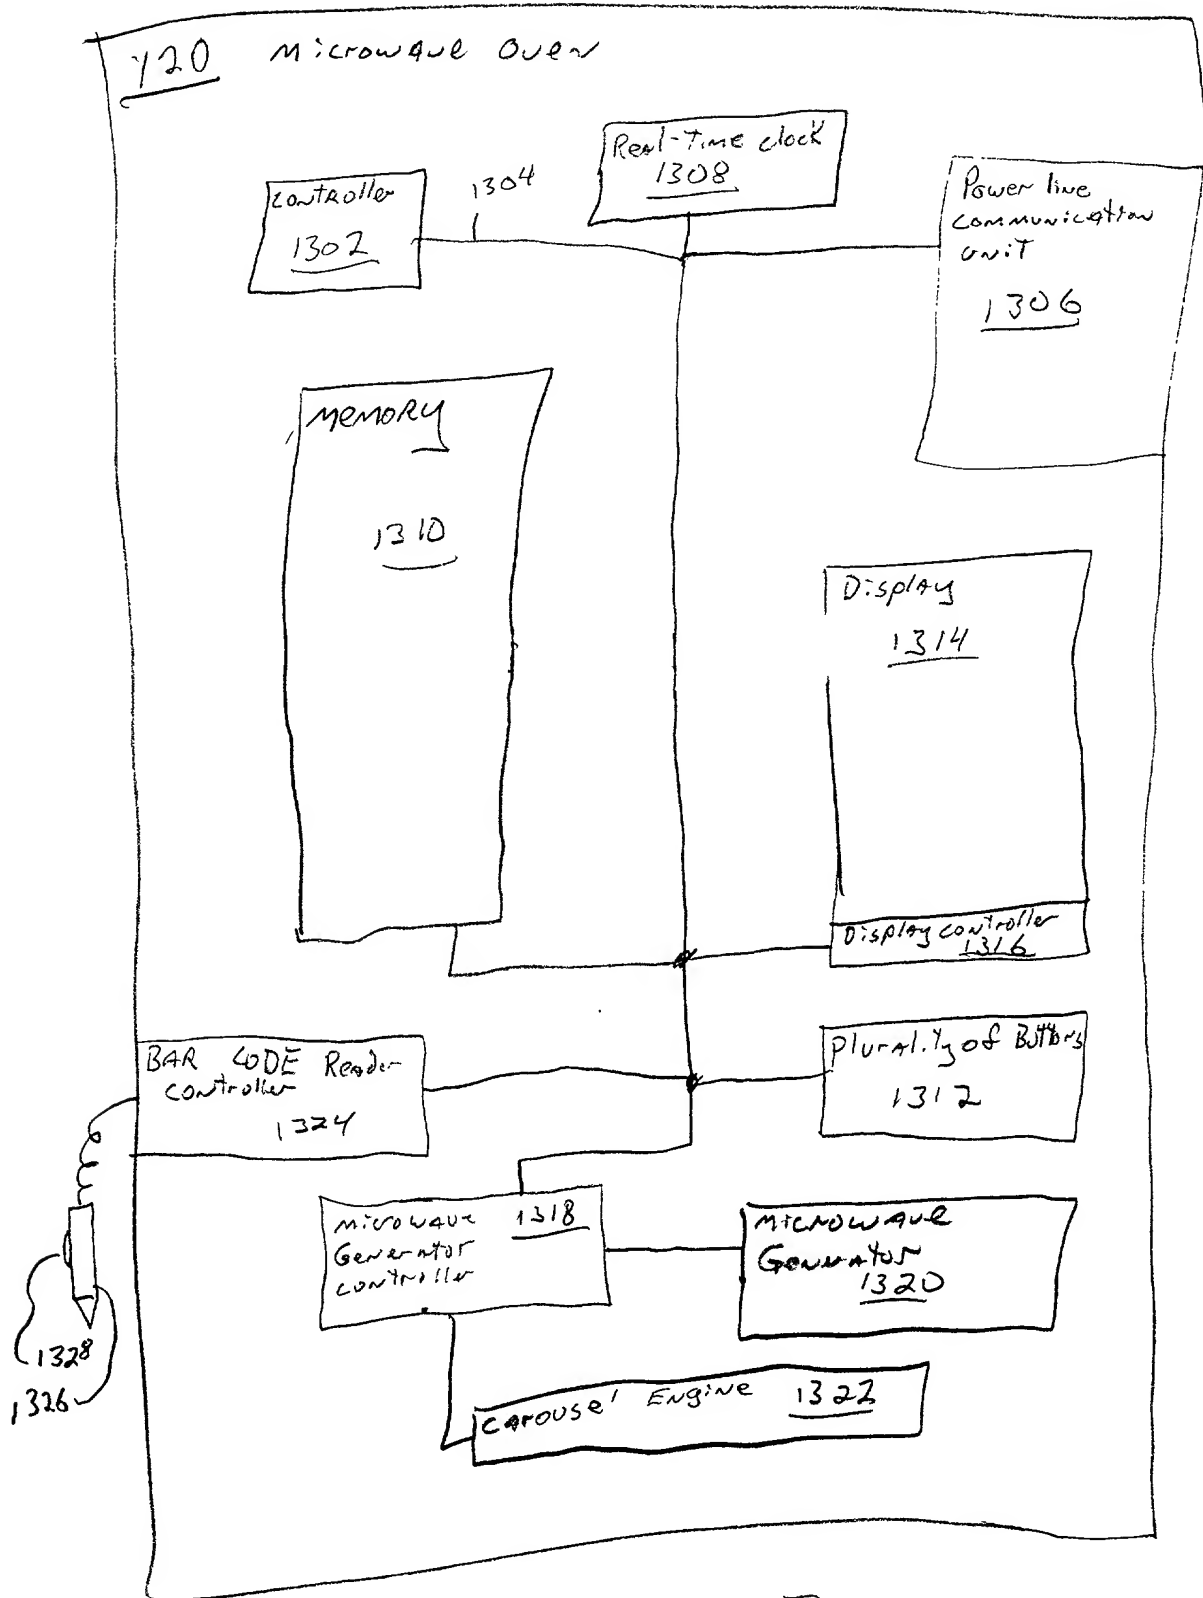 420 Microwave Oven
Real-Time clock
1308
controller
1302
1304
Power line
communication
unit
1306
Memory
1310
Display
1314
Display controller
1316
BAR CODE Reader
controller
1324
plurality of Buttons
1312
microwave 1318
Generator
controller
microwave
Generator
1320
1328
1326
carousel Engine 1322